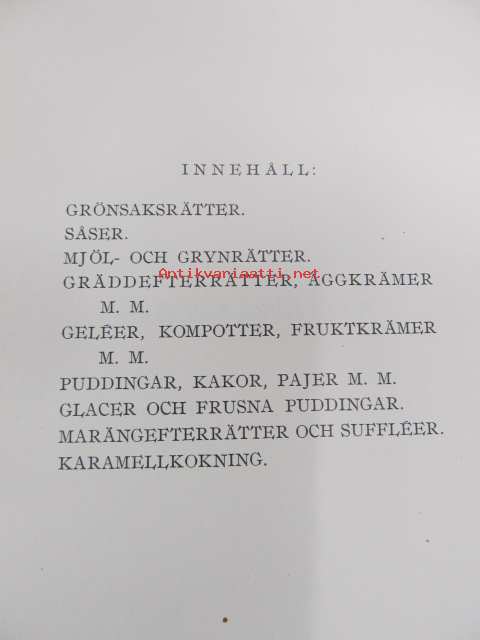 INNEHÅLL:
GRÖNSAKSRÄTTER.
SÅSER.
MJÖL- OCH GRYNRÄTTER.
Antikvariaatti.net
GRÄDDEFTERRÄTTER, ÄGGKRÄMER
M. M.
GELÉER, KOMPOTTER, FRUKTKRÄMER
M. M.
PUDDINGAR, KAKOR, PAJER M. M.
GLACER OCH FRUSNA PUDDINGAR.
MARÄNGEFTERRÄTTER OCH SUFFLÉER.
KARAMELLKOKNING.